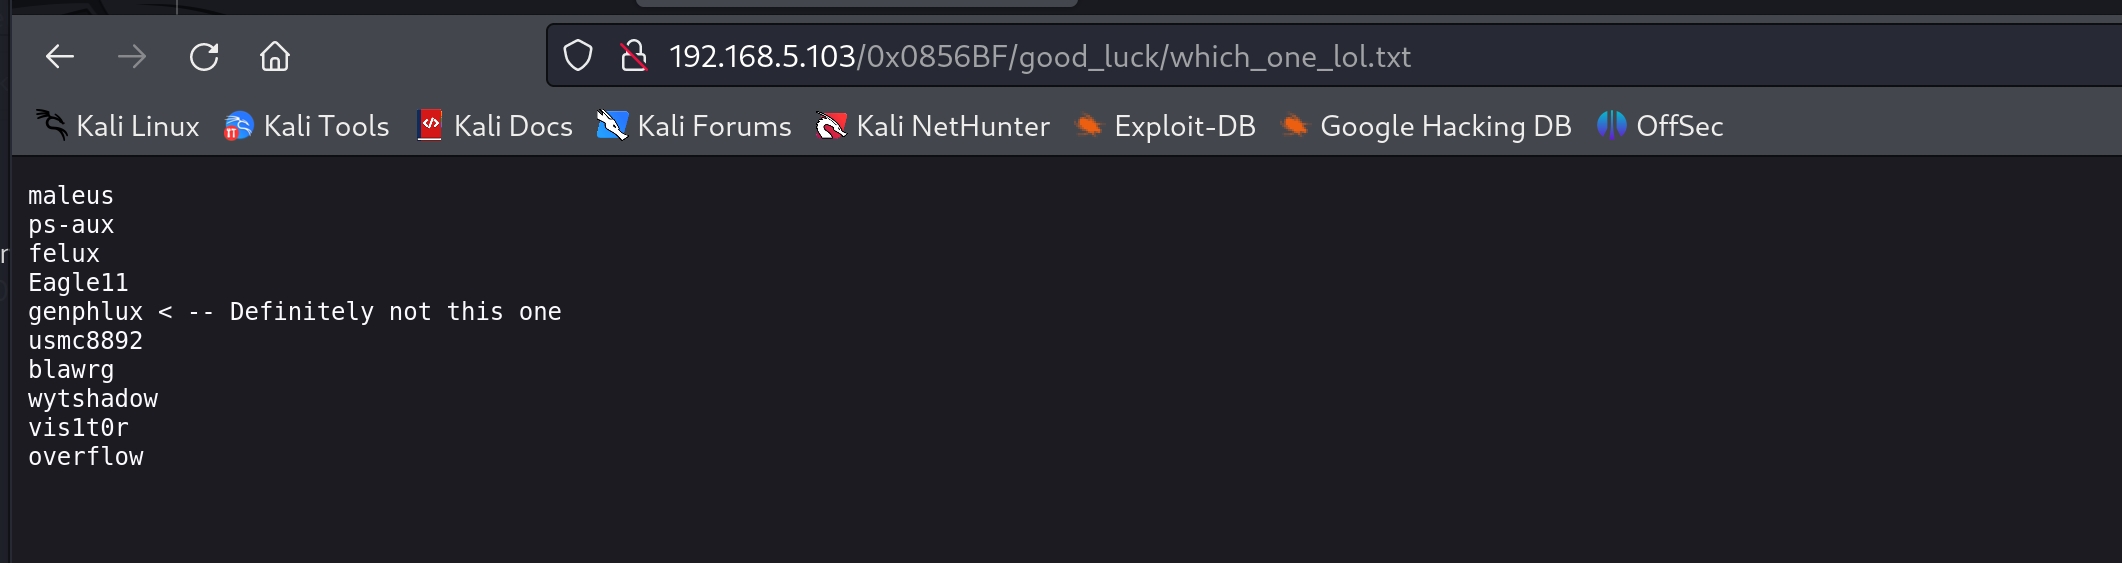 192.168.5.103/0x0856BF/good_luck/which_one_lol.txt
Kali Linux Kali Tools Kali Docs Kali Forums Kali NetHunter Exploit-DB Google Hacking DB OffSec
maleus
ps-aux
felux
Eagle11
genphlux < -- Definitely not this one
usmc8892
blawrg
wytshadow
vis1t0r
overflow